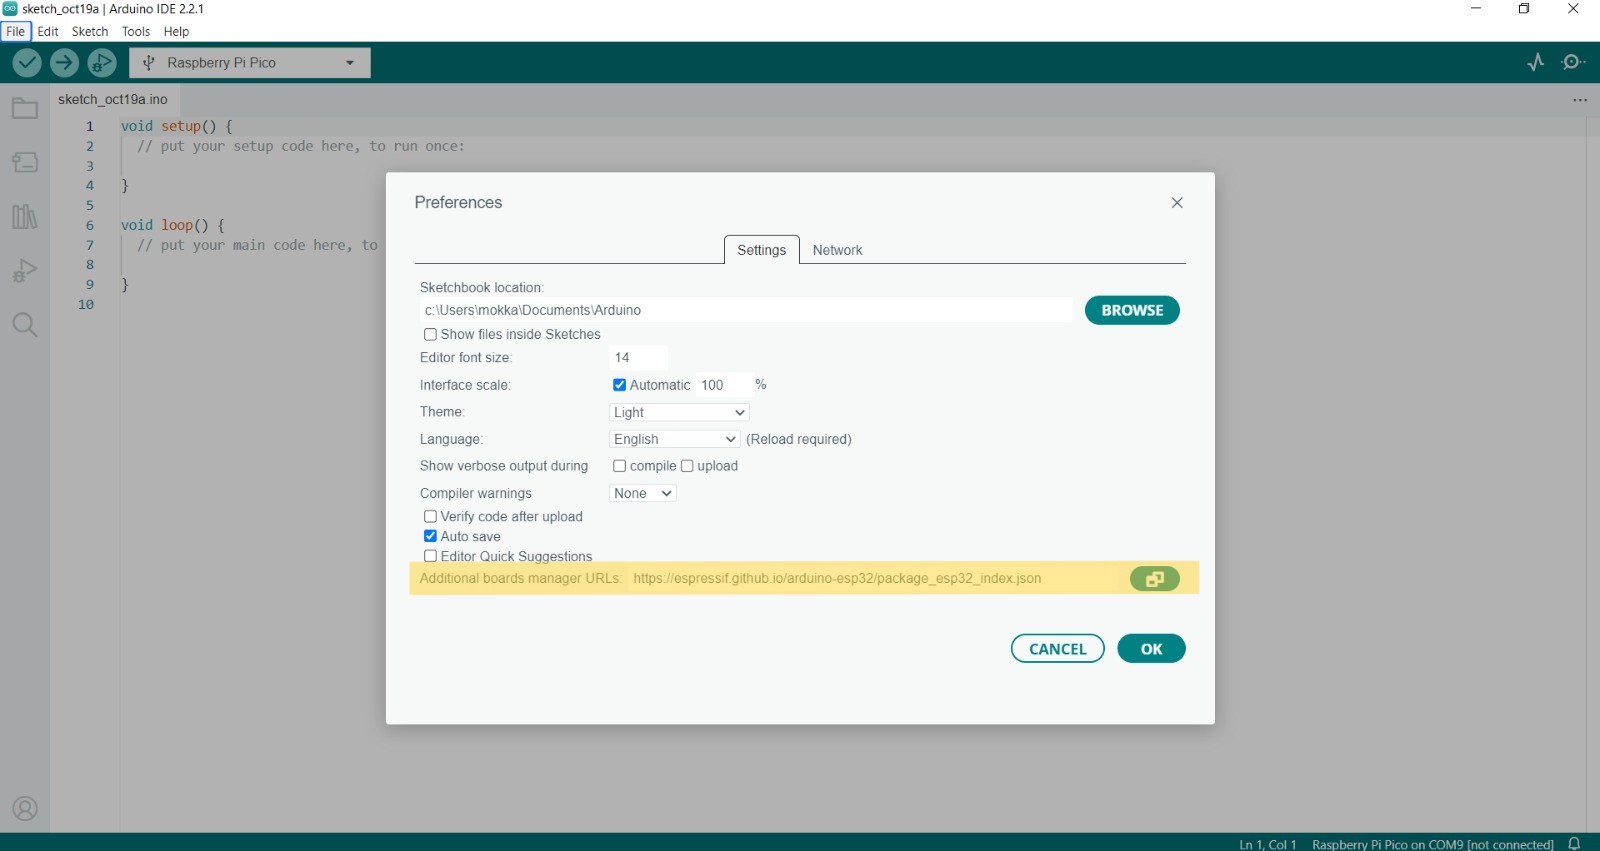 sketch_oct19a | Arduino IDE 2.2.1
File Edit Sketch Tools Help
Raspberry Pi Pico
sketch_oct19a.ino
1 void setup() {
2 // put your setup code here, to run once:
3
4 }
5
6 void loop() {
7 // put your main code here, to
8
9 }
10
Preferences
Settings Network
Sketchbook location:
c:\Users\mokka\Documents\Arduino
BROWSE
Show files inside Sketches
Editor font size: 14
Interface scale: Automatic 100 %
Theme: Light
Language: English (Reload required)
Show verbose output during compile upload
Compiler warnings None
Verify code after upload
Auto save
Editor Quick Suggestions
Additional boards manager URLs: https://espressif.github.io/arduino-esp32/package_esp32_index.json
CANCEL OK
Ln 1, Col 1 Raspberry Pi Pico on COM9 [not connected]